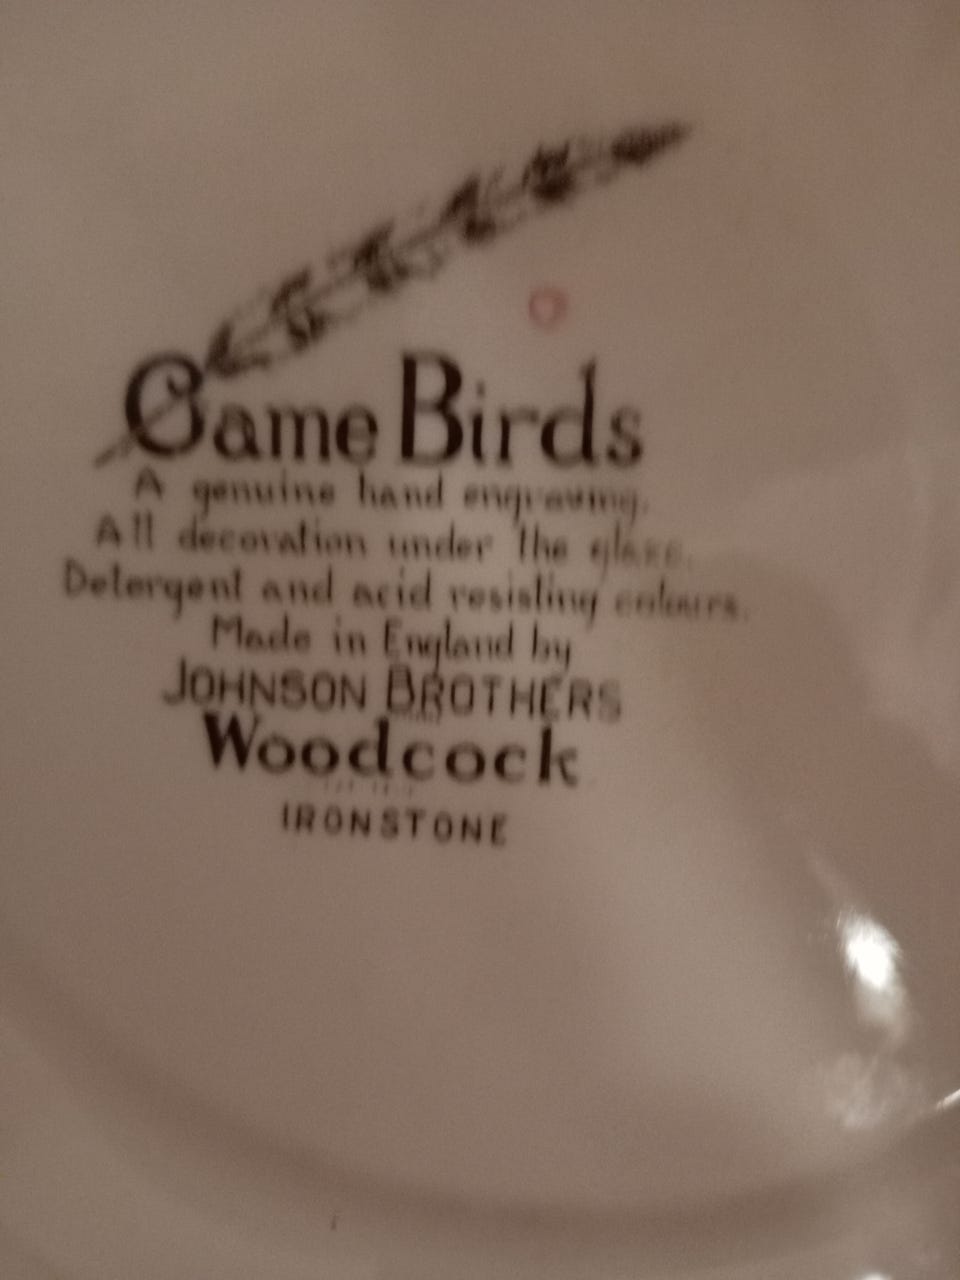 Game Birds
A genuine hand engraving.
All decoration under the glaze.
Detergent and acid resisting colours.
Made in England by
JOHNSON BROTHERS
Woodcock
IRONSTONE